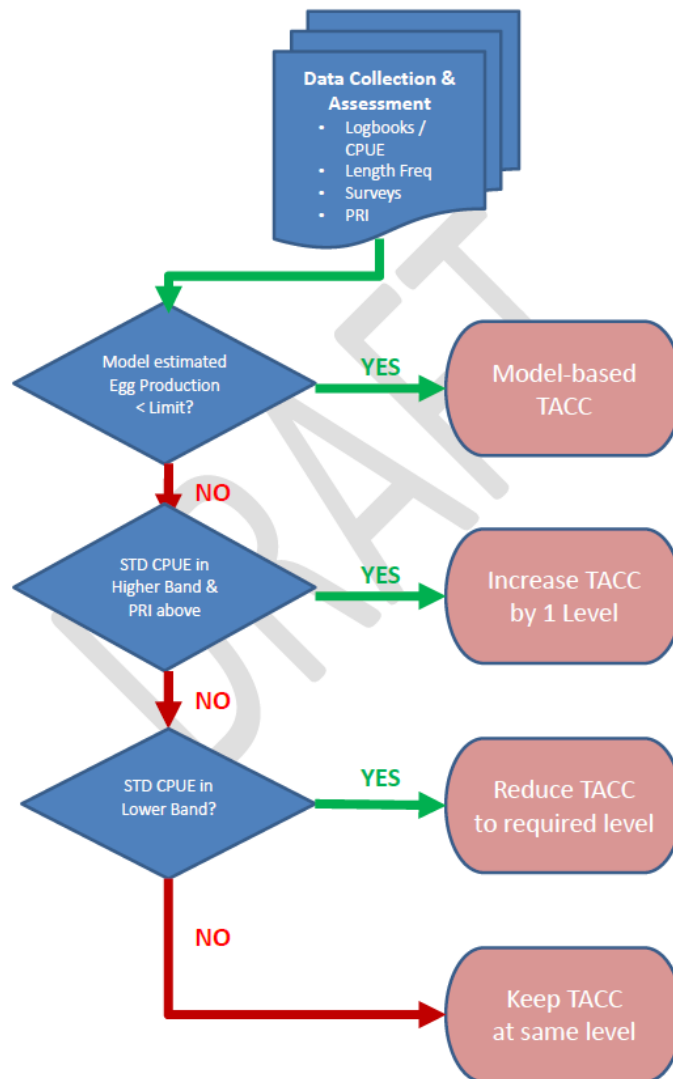 Data Collection &
Assessment
• Logbooks /
CPUE
• Length Freq
• Surveys
• PRI
Model estimated
Egg Production
< Limit?
YES
Model-based
TACC
NO
STD CPUE in
Higher Band &
PRI above
YES
Increase TACC
by 1 Level
NO
STD CPUE in
Lower Band?
YES
Reduce TACC
to required level
NO
Keep TACC
at same level
DRAFT